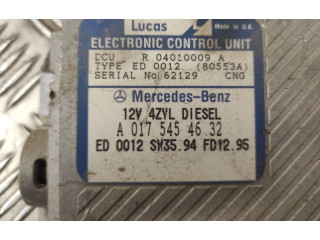 Lucas
Made in U.K.
ELECTRONIC CONTROL UNIT
DCU R 04010009 A
TYPE ED 0012 (80553A)
SERIAL No 62129 CNG
Mercedes-Benz
12V 4ZYL DIESEL
A 017 545 46 32
ED 0012 SW35.94 FD12.95